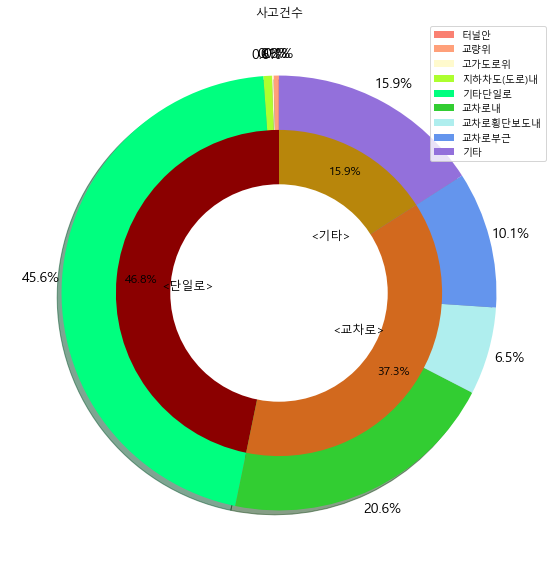 사고건수
터널안
교량위
고가도로위
지하차도(도로)내
기타단일로
교차로내
교차로횡단보도내
교차로부근
기타
15.9%
15.9%
<기타>
10.1%
45.6%
46.8%
<단일로>
<교차로>
6.5%
37.3%
20.6%